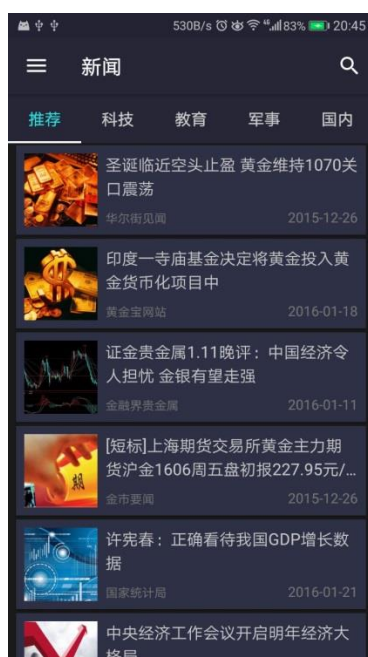 530B/s 46 83% 20:45
新闻
推荐 科技 教育 军事 国内
圣诞临近空头止盈 黄金维持1070关
口震荡
华尔街见闻 2015-12-26
印度一寺庙基金决定将黄金投入黄
金货币化项目中
黄金宝网站 2016-01-18
证金贵金属1.11晚评：中国经济令
人担忧 金银有望走强
金融界贵金属 2016-01-11
[短标]上海期货交易所黄金主力期
货沪金1606周五盘初报227.95元/...
金市要闻 2015-12-26
许宪春：正确看待我国GDP增长数
据
国家统计局 2016-01-21
中央经济工作会议开启明年经济大
格局